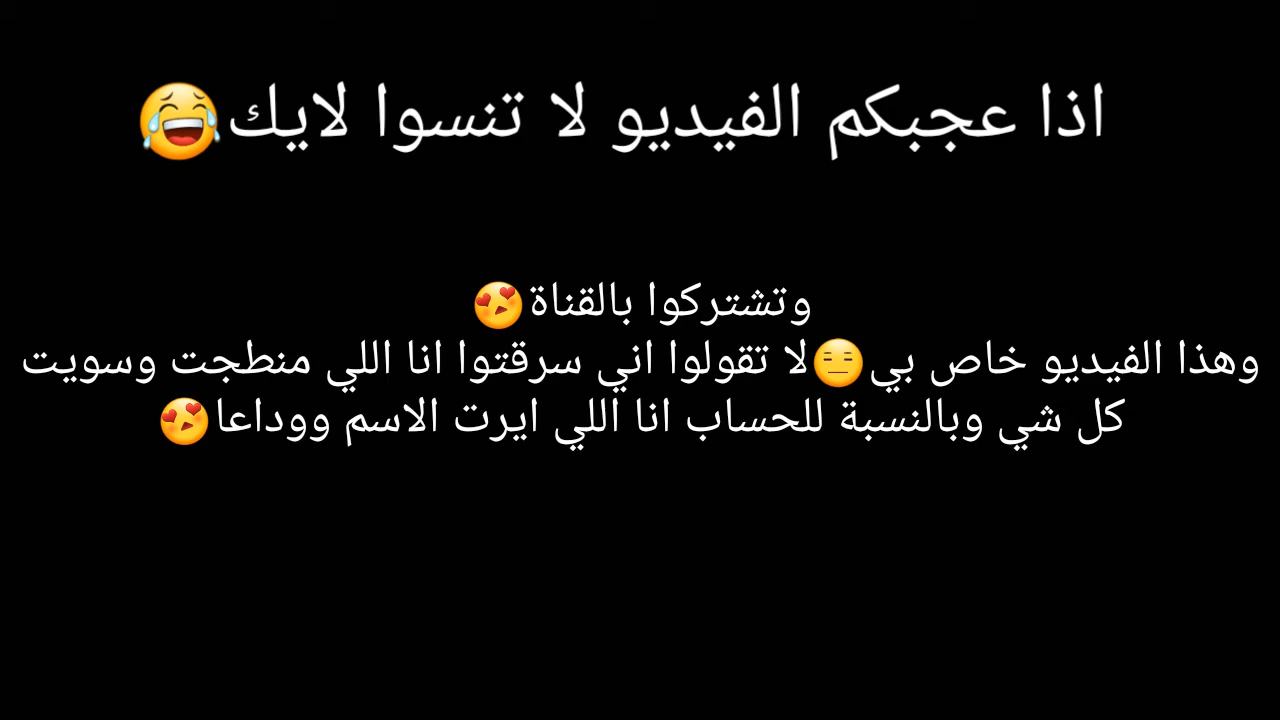 اذا عجبكم الفيديو لا تنسوا لايك😂
وتشتركوا بالقناة😍
وهذا الفيديو خاص بي😑لا تقولوا اني سرقتوا انا اللي منطجت وسويت
كل شي وبالنسبة للحساب انا اللي ايرت الاسم ووداعا😍